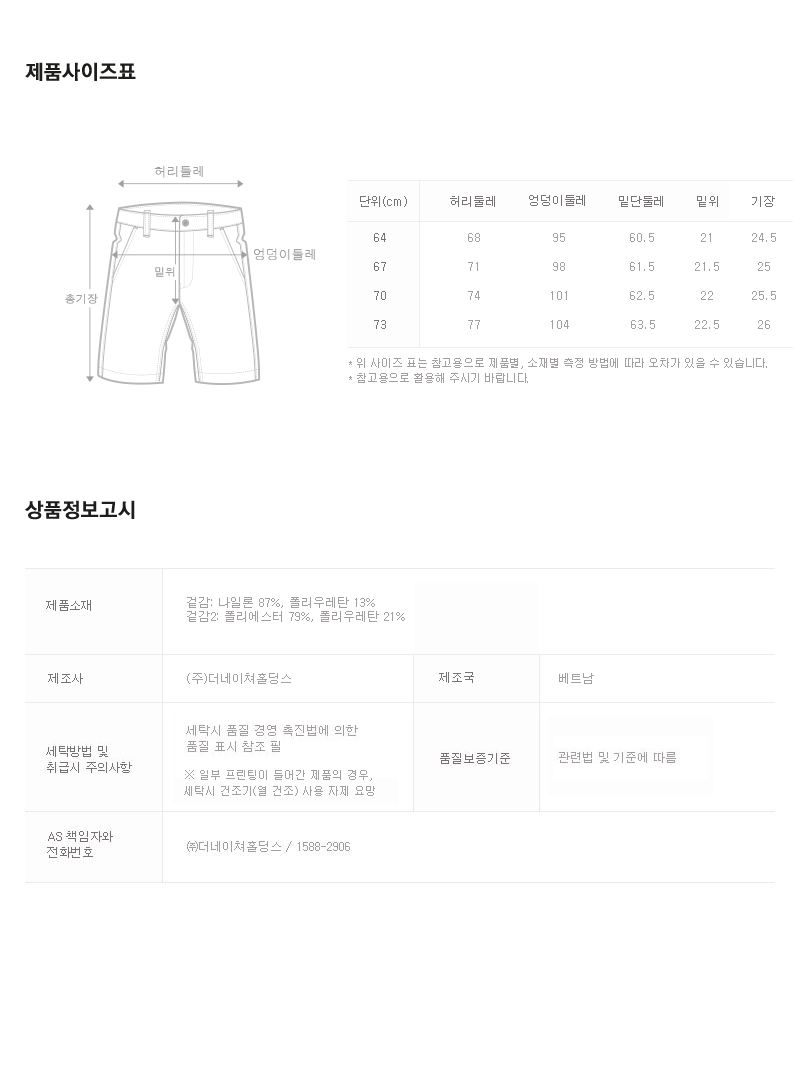 제품사이즈표
허리둘레
엉덩이둘레
밑위
총기장
단위(cm) 허리둘레 엉덩이둘레 밑단둘레 밑위 기장
64 68 95 60.5 21 24.5
67 71 98 61.5 21.5 25
70 74 101 62.5 22 25.5
73 77 104 63.5 22.5 26
* 위 사이즈 표는 참고용으로 제품별, 소재별 측정 방법에 따라 오차가 있을 수 있습니다.
* 참고용으로 활용해 주시기 바랍니다.
상품정보고시
제품소재
겉감: 나일론 87%, 폴리우레탄 13%
겉감2: 폴리에스터 79%, 폴리우레탄 21%
제조사 (주)더네이쳐홀딩스 제조국 베트남
세탁방법 및
취급시 주의사항
세탁시 품질 경영 촉진법에 의한
품질 표시 참조 필
※ 일부 프린팅이 들어간 제품의 경우,
세탁시 건조기(열 건조) 사용 자제 요망
품질보증기준 관련법 및 기준에 따름
AS 책임자와
전화번호
㈜더네이쳐홀딩스 / 1588-2906